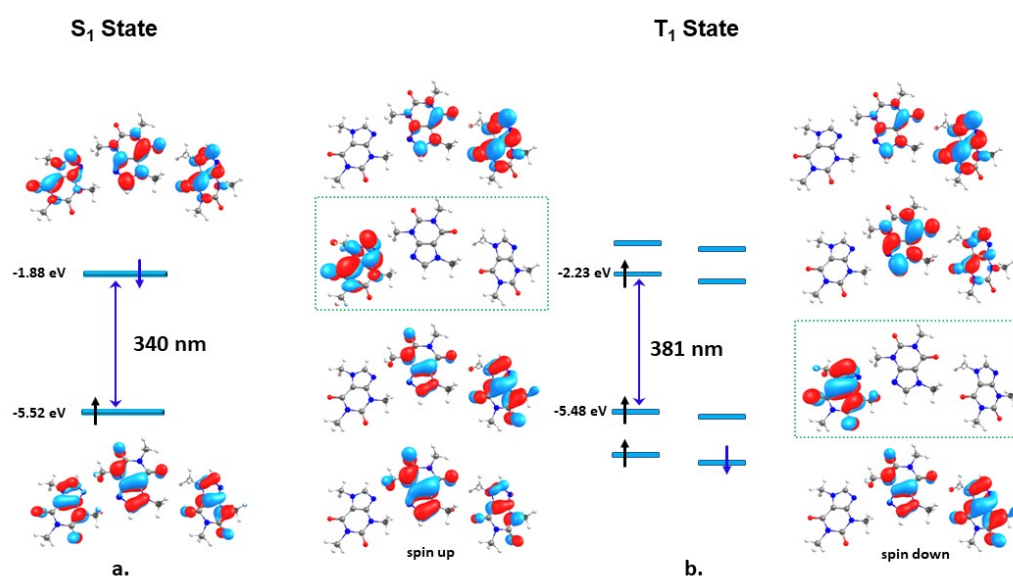 S₁ State
T₁ State
-1.88 eV
340 nm
-5.52 eV
-2.23 eV
381 nm
-5.48 eV
spin up
spin down
a.
b.